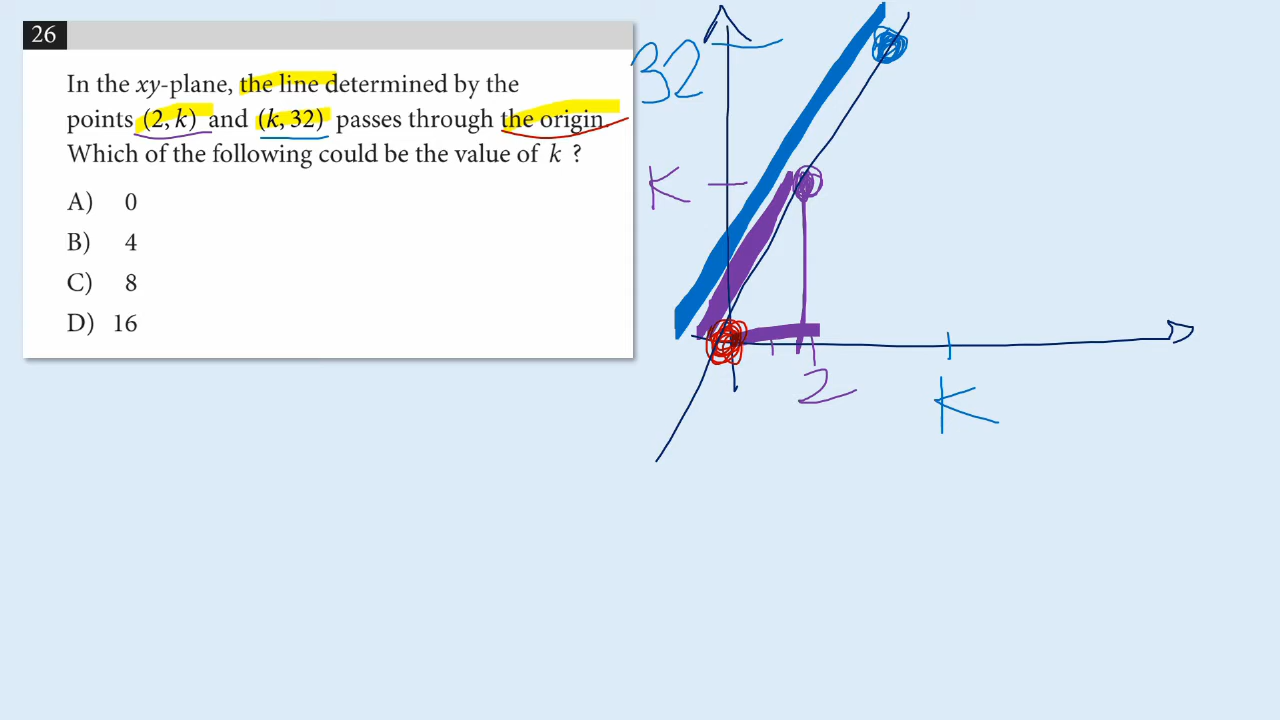 26
In the xy-plane, the line determined by the
points (2, k) and (k, 32) passes through the origin.
Which of the following could be the value of k ?
A) 0
B) 4
C) 8
D) 16
32
K
2
K